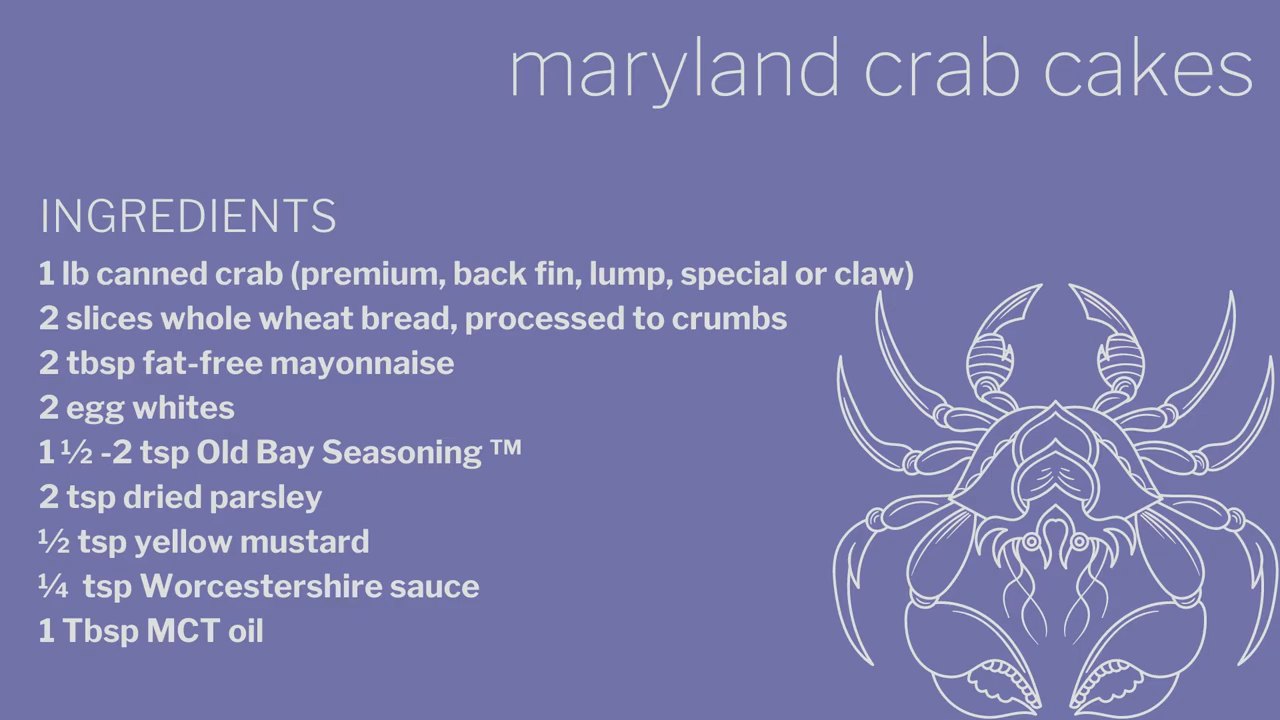 maryland crab cakes
INGREDIENTS
1 lb canned crab (premium, back fin, lump, special or claw)
2 slices whole wheat bread, processed to crumbs
2 tbsp fat-free mayonnaise
2 egg whites
1 ½ -2 tsp Old Bay Seasoning ™
2 tsp dried parsley
½ tsp yellow mustard
¼  tsp Worcestershire sauce
1 Tbsp MCT oil